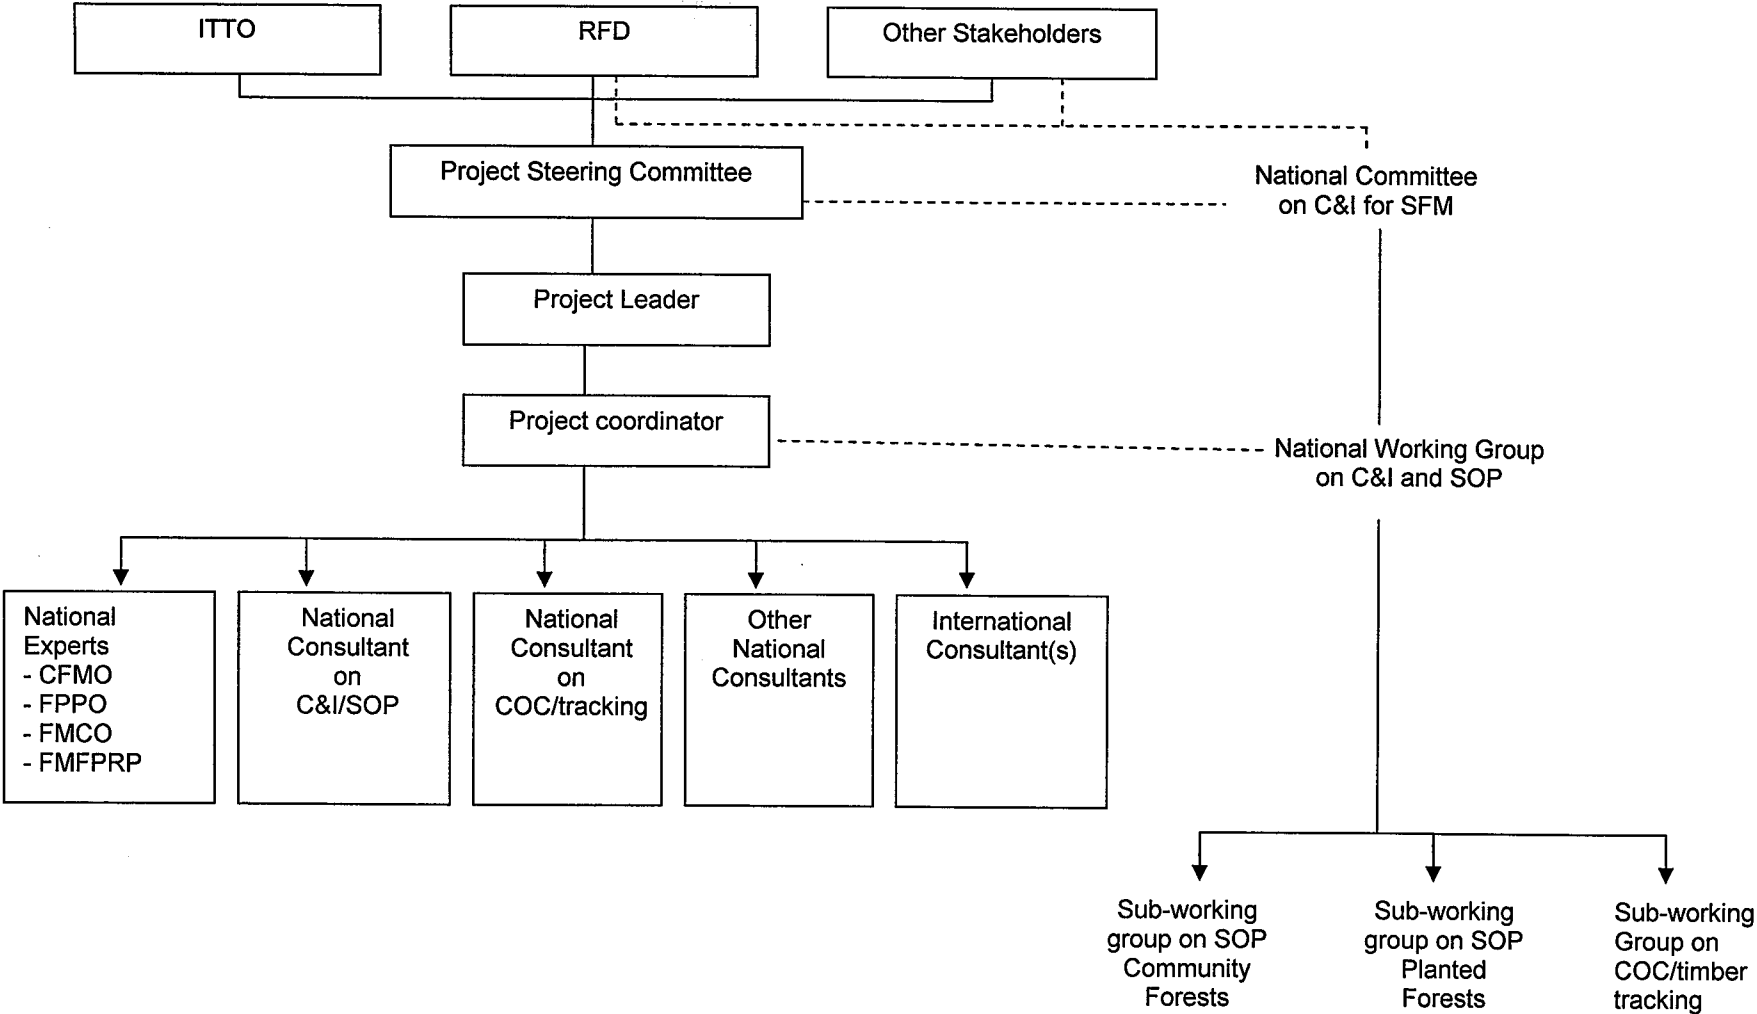 ITTO
RFD
Other Stakeholders
Project Steering Committee
National Committee
on C&I for SFM
Project Leader
Project coordinator
National Working Group
on C&I and SOP
National
Experts
- CFMO
- FPPO
- FMCO
- FMFPRP
National
Consultant
on
C&I/SOP
National
Consultant
on
COC/tracking
Other
National
Consultants
International
Consultant(s)
Sub-working
group on SOP
Community
Forests
Sub-working
group on SOP
Planted
Forests
Sub-working
Group on
COC/timber
tracking